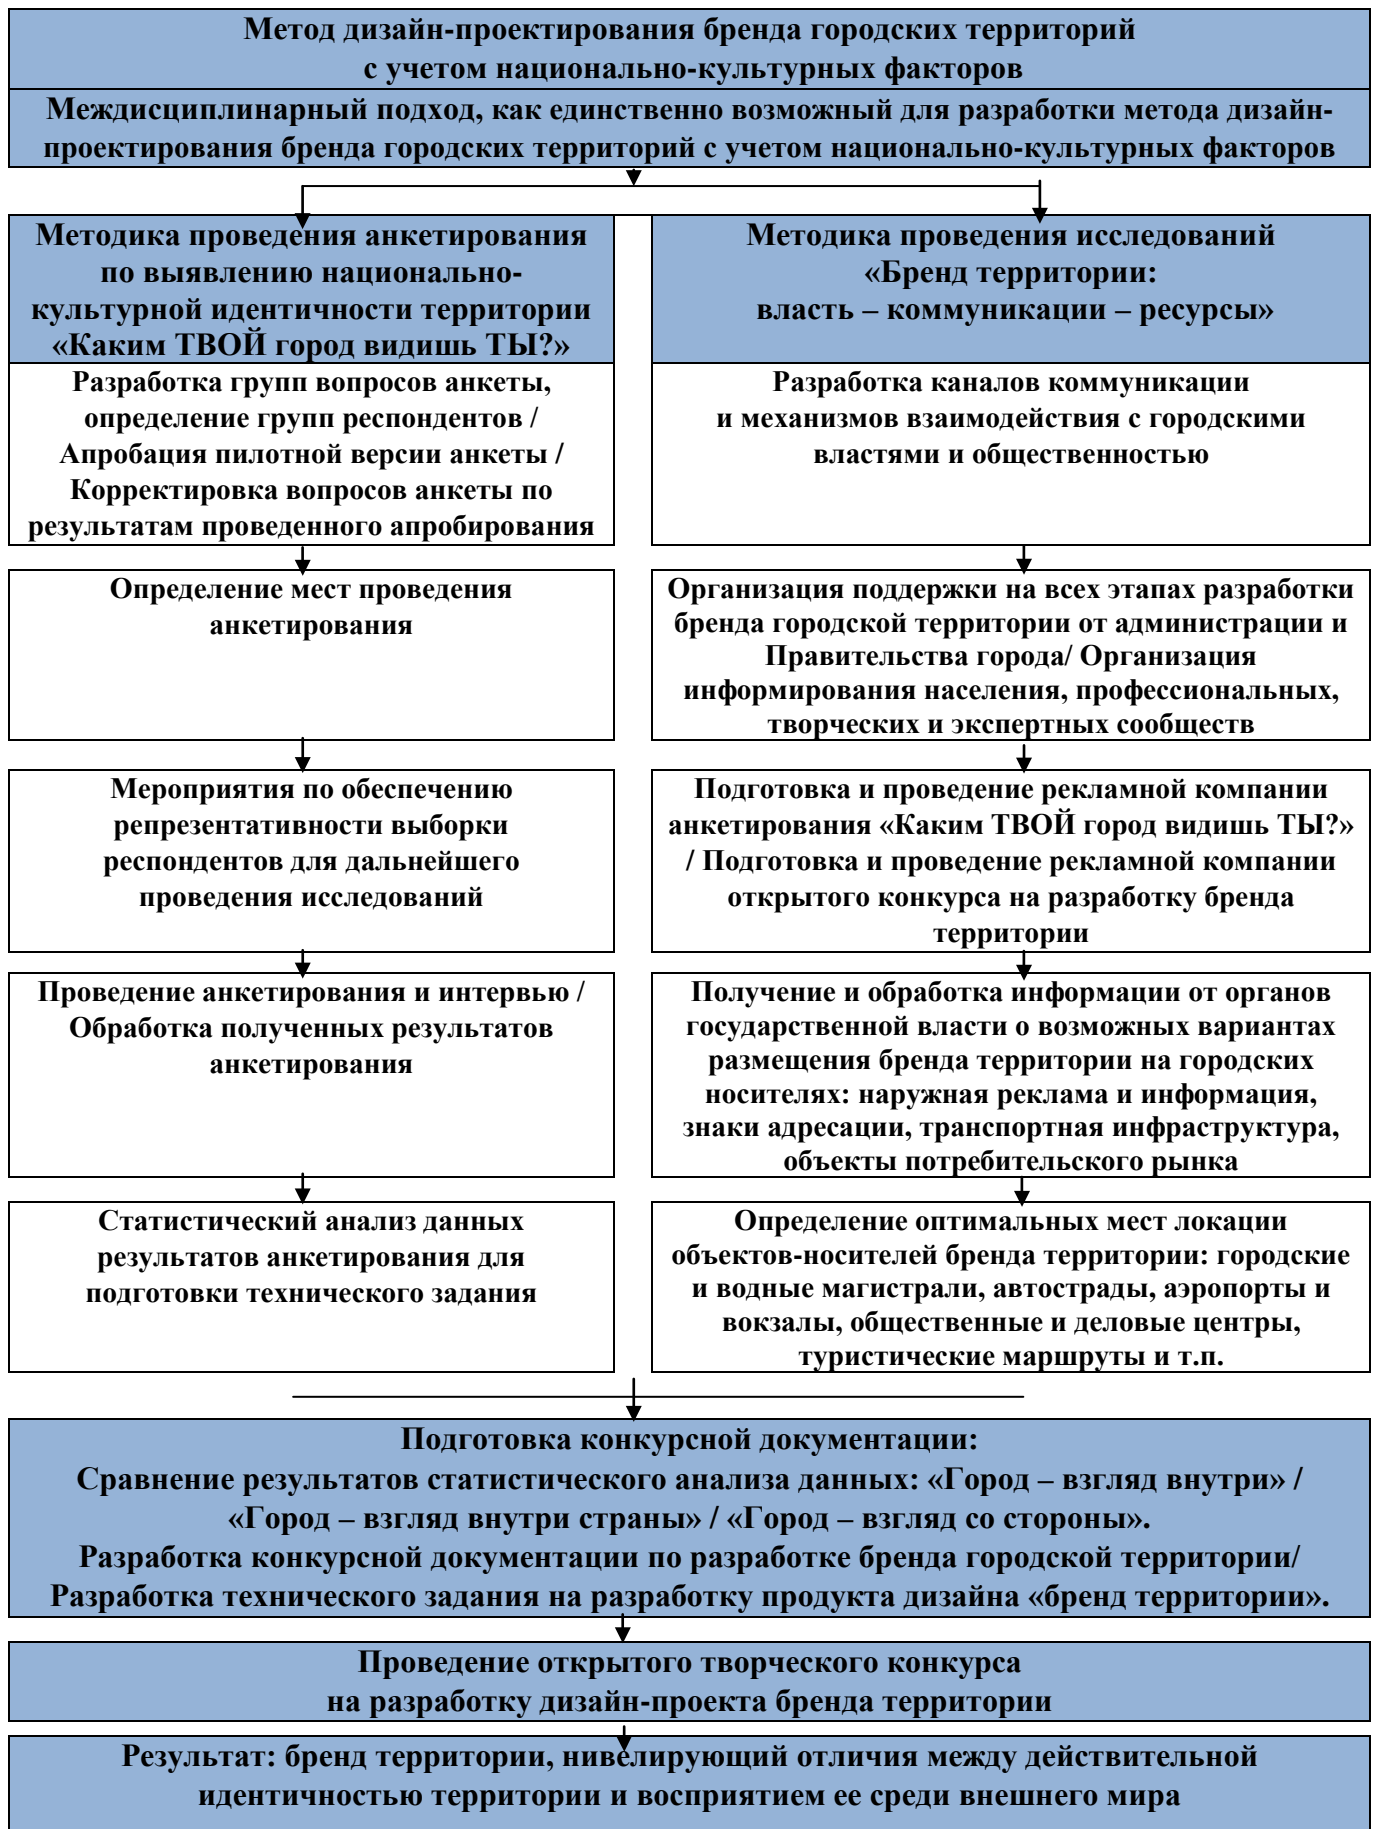 Метод дизайн-проектирования бренда городских территорий
с учетом национально-культурных факторов
Междисциплинарный подход, как единственно возможный для разработки метода дизайн-
проектирования бренда городских территорий с учетом национально-культурных факторов
Методика проведения анкетирования
по выявлению национально-
культурной идентичности территории
«Каким ТВОЙ город видишь ТЫ?»
Методика проведения исследований
«Бренд территории:
власть – коммуникации – ресурсы»
Разработка групп вопросов анкеты,
определение групп респондентов /
Апробация пилотной версии анкеты /
Корректировка вопросов анкеты по
результатам проведенного апробирования
Разработка каналов коммуникации
и механизмов взаимодействия с городскими
властями и общественностью
Определение мест проведения
анкетирования
Организация поддержки на всех этапах разработки
бренда городской территории от администрации и
Правительства города/ Организация
информирования населения, профессиональных,
творческих и экспертных сообществ
Мероприятия по обеспечению
репрезентативности выборки
респондентов для дальнейшего
проведения исследований
Подготовка и проведение рекламной компании
анкетирования «Каким ТВОЙ город видишь ТЫ?»
/ Подготовка и проведение рекламной компании
открытого конкурса на разработку бренда
территории
Проведение анкетирования и интервью /
Обработка полученных результатов
анкетирования
Получение и обработка информации от органов
государственной власти о возможных вариантах
размещения бренда территории на городских
носителях: наружная реклама и информация,
знаки адресации, транспортная инфраструктура,
объекты потребительского рынка
Статистический анализ данных
результатов анкетирования для
подготовки технического задания
Определение оптимальных мест локации
объектов-носителей бренда территории: городские
и водные магистрали, автострады, аэропорты и
вокзалы, общественные и деловые центры,
туристические маршруты и т.п.
Подготовка конкурсной документации:
Сравнение результатов статистического анализа данных: «Город – взгляд внутри» /
«Город – взгляд внутри страны» / «Город – взгляд со стороны».
Разработка конкурсной документации по разработке бренда городской территории/
Разработка технического задания на разработку продукта дизайна «бренд территории».
Проведение открытого творческого конкурса
на разработку дизайн-проекта бренда территории
Результат: бренд территории, нивелирующий отличия между действительной
идентичностью территории и восприятием ее среди внешнего мира